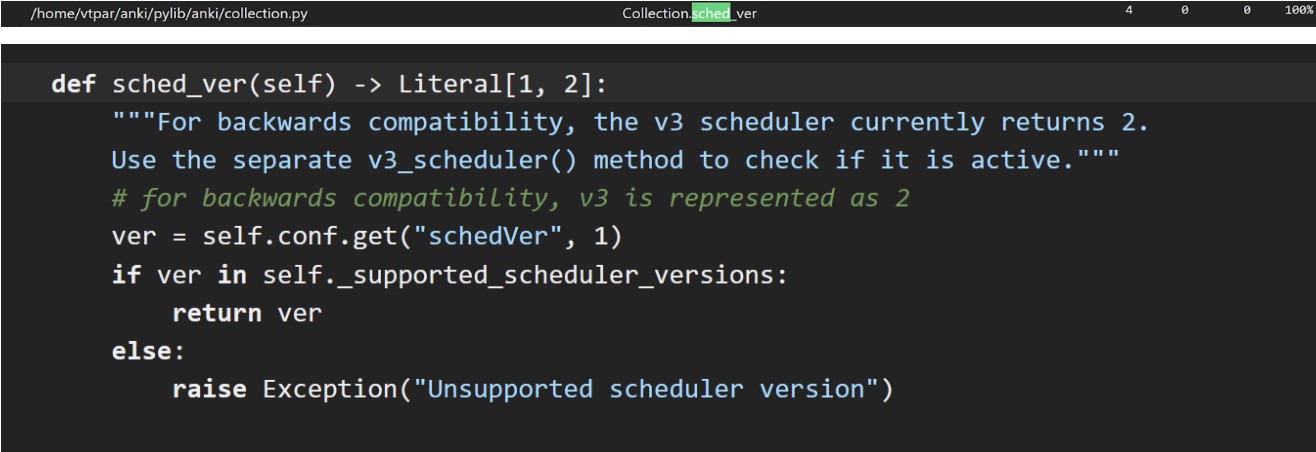 /home/vtpar/anki/pylib/anki/collection.py Collection.sched_ver 4 0 0 100%
def sched_ver(self) -> Literal[1, 2]:
"""For backwards compatibility, the v3 scheduler currently returns 2.
Use the separate v3_scheduler() method to check if it is active."""
# for backwards compatibility, v3 is represented as 2
ver = self.conf.get("schedVer", 1)
if ver in self._supported_scheduler_versions:
return ver
else:
raise Exception("Unsupported scheduler version")